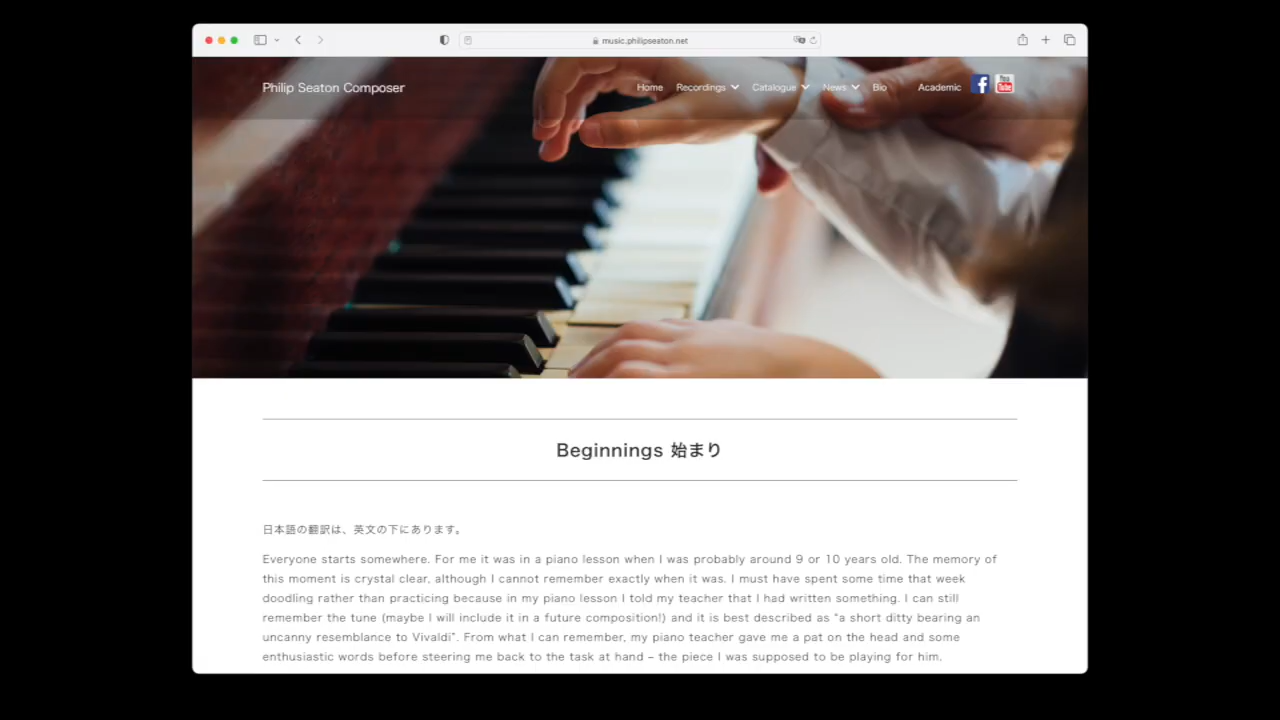 music.philipseaton.net
Philip Seaton Composer
Home Recordings Catalogue News Bio Academic f You Tube
Beginnings 始まり
日本語の翻訳は、英文の下にあります。
Everyone starts somewhere. For me it was in a piano lesson when I was probably around 9 or 10 years old. The memory of
this moment is crystal clear, although I cannot remember exactly when it was. I must have spent some time that week
doodling rather than practicing because in my piano lesson I told my teacher that I had written something. I can still
remember the tune (maybe I will include it in a future composition!) and it is best described as “a short ditty bearing an
uncanny resemblance to Vivaldi”. From what I can remember, my piano teacher gave me a pat on the head and some
enthusiastic words before steering me back to the task at hand – the piece I was supposed to be playing for him.